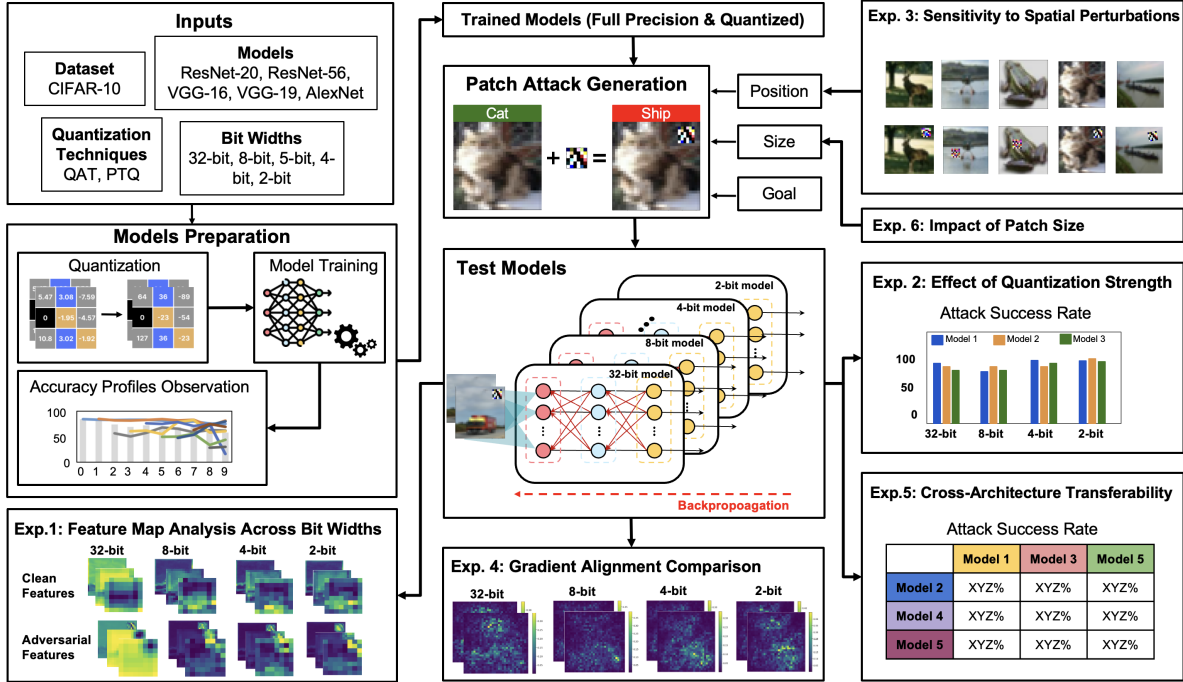 Inputs
Dataset
CIFAR-10
Models
ResNet-20, ResNet-56,
VGG-16, VGG-19, AlexNet
Quantization
Techniques
QAT, PTQ
Bit Widths
32-bit, 8-bit, 5-bit, 4-
bit, 2-bit
Models Preparation
Quantization
5.47 3.08 -7.59
0 -1.95 -4.57
10.8 3.02 -1.92
64 36 -89
0 -23 -54
127 36 -23
Model Training
Accuracy Profiles Observation
100
50
0
0 1 2 3 4 5 6 7 8 9
Exp.1: Feature Map Analysis Across Bit Widths
32-bit 8-bit 4-bit 2-bit
Clean
Features
Adversarial
Features
Trained Models (Full Precision & Quantized)
Patch Attack Generation
Cat
Ship
+ =
Position
Size
Goal
Test Models
2-bit model
4-bit model
8-bit model
32-bit model
Backpropoagation
Exp. 4: Gradient Alignment Comparison
32-bit 8-bit 4-bit 2-bit
Exp. 3: Sensitivity to Spatial Perturbations
Exp. 6: Impact of Patch Size
Exp. 2: Effect of Quantization Strength
Attack Success Rate
Model 1 Model 2 Model 3
100
50
0
32-bit 8-bit 4-bit 2-bit
Exp.5: Cross-Architecture Transferability
Attack Success Rate
Model 1 Model 3 Model 5
Model 2 XYZ% XYZ% XYZ%
Model 4 XYZ% XYZ% XYZ%
Model 5 XYZ% XYZ% XYZ%